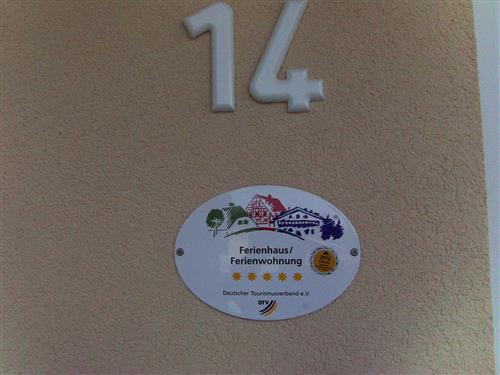 14
Ferienhaus/
Ferienwohnung
Deutscher Tourismusverband e.V.
DTV